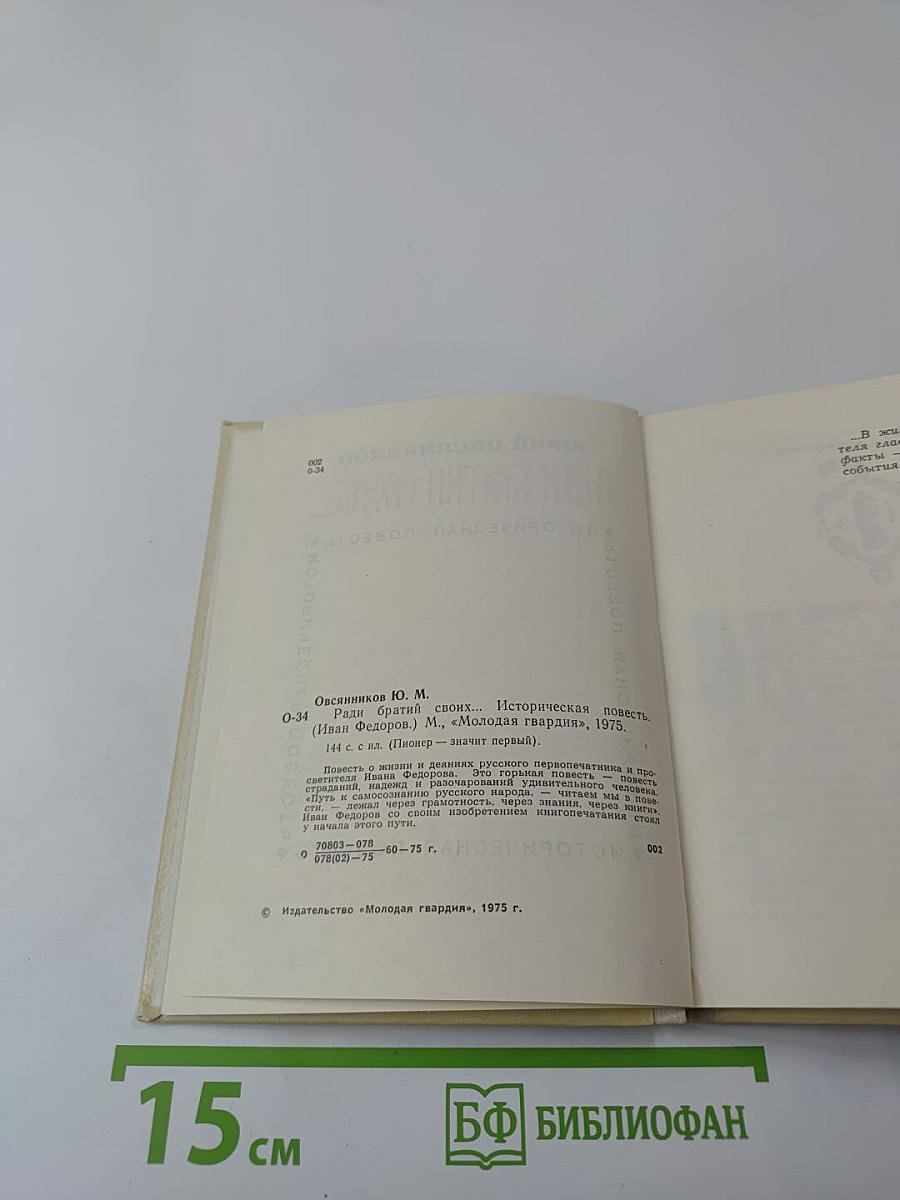 002
О-34
Овсянников Ю. М.
О-34 Ради братий своих... Историческая повесть.
(Иван Федоров.) М., «Молодая гвардия», 1975.
144 с. с ил. (Пионер — значит первый).
Повесть о жизни и деяниях русского первопечатника и про-
светителя Ивана Федорова. Это горькая повесть — повесть
страданий, надежд и разочарований удивительного человека.
«Путь к самосознанию русского народа, — читаем мы в пове-
сти, — лежал через грамотность, через знания, через книги».
Иван Федоров со своим изобретением книгопечатания стоял
у начала этого пути.
О 70803—078
078(02)—75 —60—75 г. 002
© Издательство «Молодая гвардия», 1975 г.
...В жи
теля гла
факты —
события
15 см
БФ БИБЛИОФАН